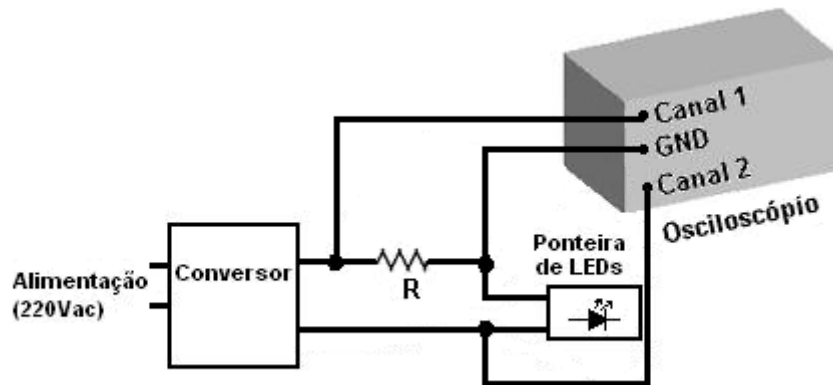 Canal 1
GND
Canal 2
Osciloscópio
Ponteira
de LEDs
Conversor
R
Alimentação
(220Vac)